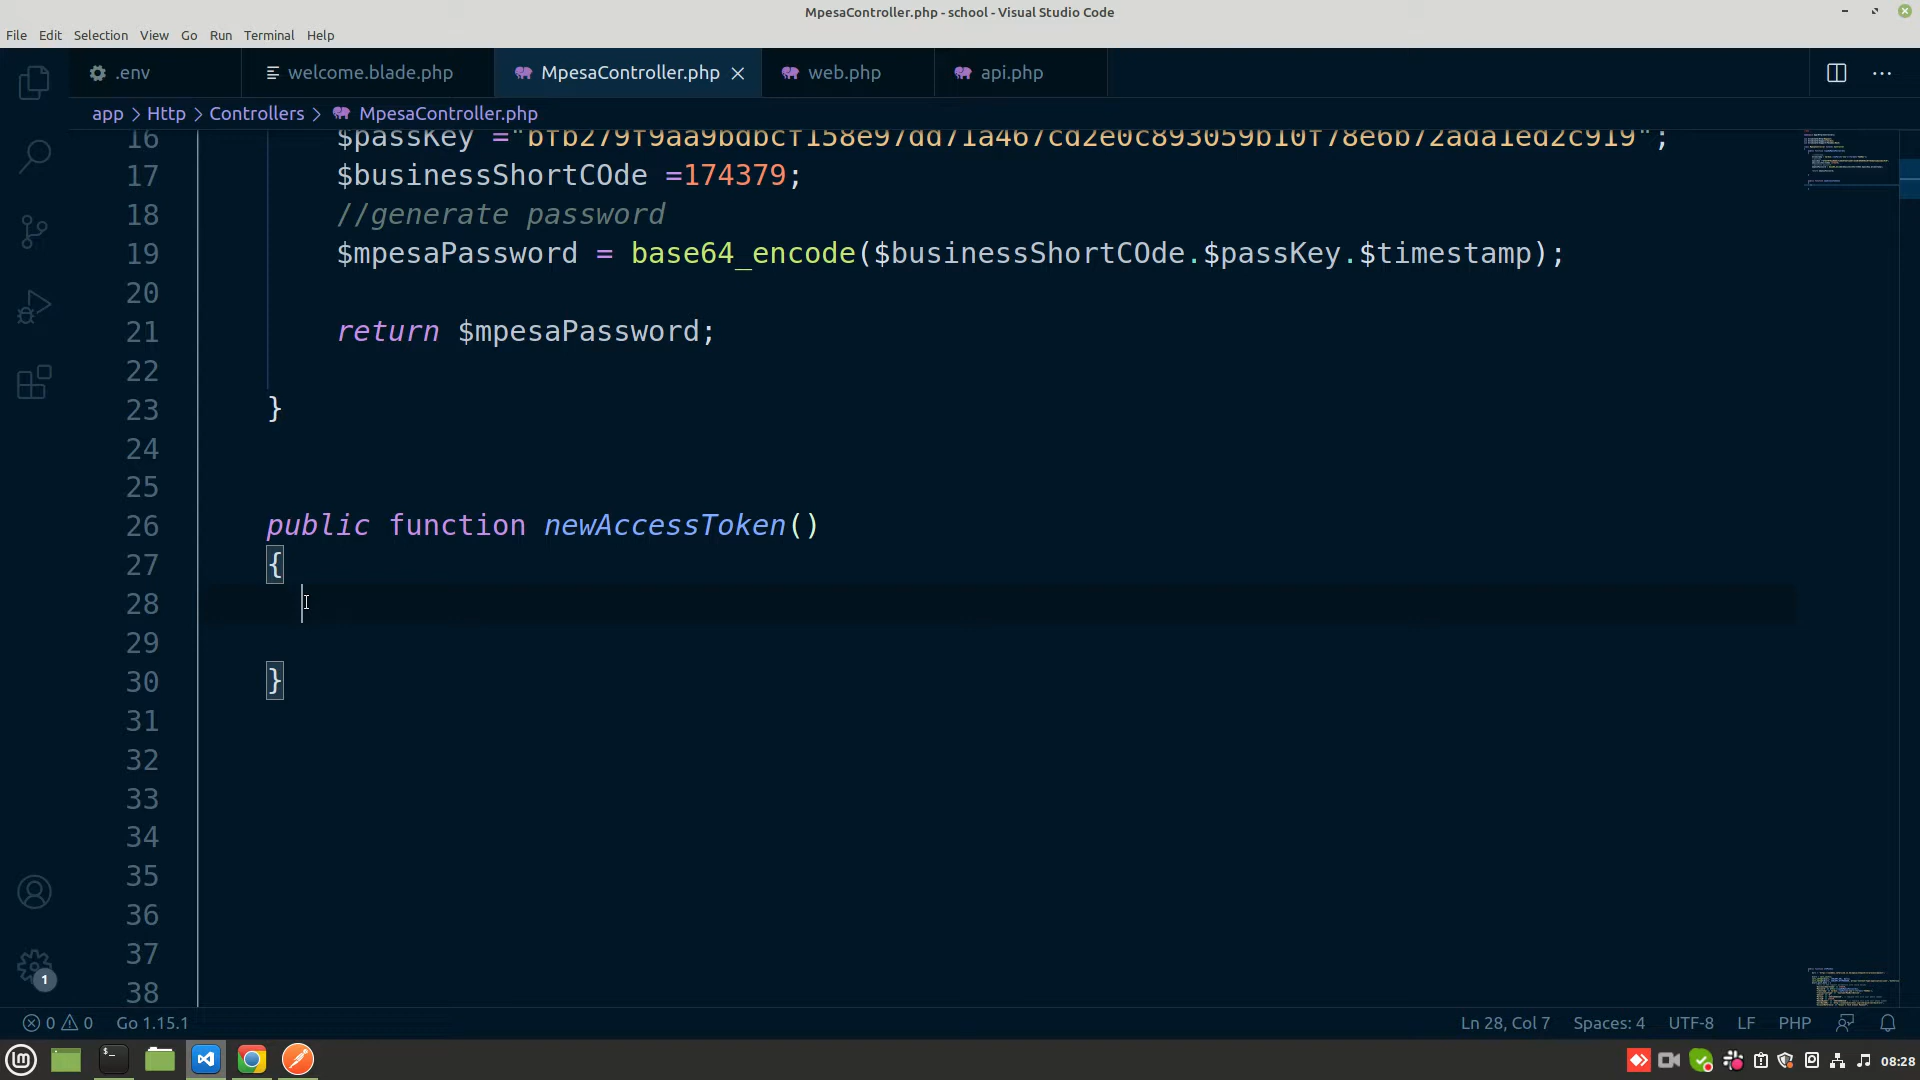 MpesaController.php - school - Visual Studio Code
File Edit Selection View Go Run Terminal Help
.env welcome.blade.php MpesaController.php web.php api.php
app > Http > Controllers > MpesaController.php
16 $passKey ="bfb279f9aa9bdbcf158e97dd71a467cd2e0c893059b10f78e6b72ada1ed2c919";
17 $businessShortCOde =174379;
18 //generate password
19 $mpesaPassword = base64_encode($businessShortCOde.$passKey.$timestamp);
20
21 return $mpesaPassword;
22
23 }
24
25
26 public function newAccessToken()
27 {
28
29
30 }
31
32
33
34
35
36
37
38
1
0 0 Go 1.15.1 Ln 28, Col 7 Spaces: 4 UTF-8 LF PHP
08:28